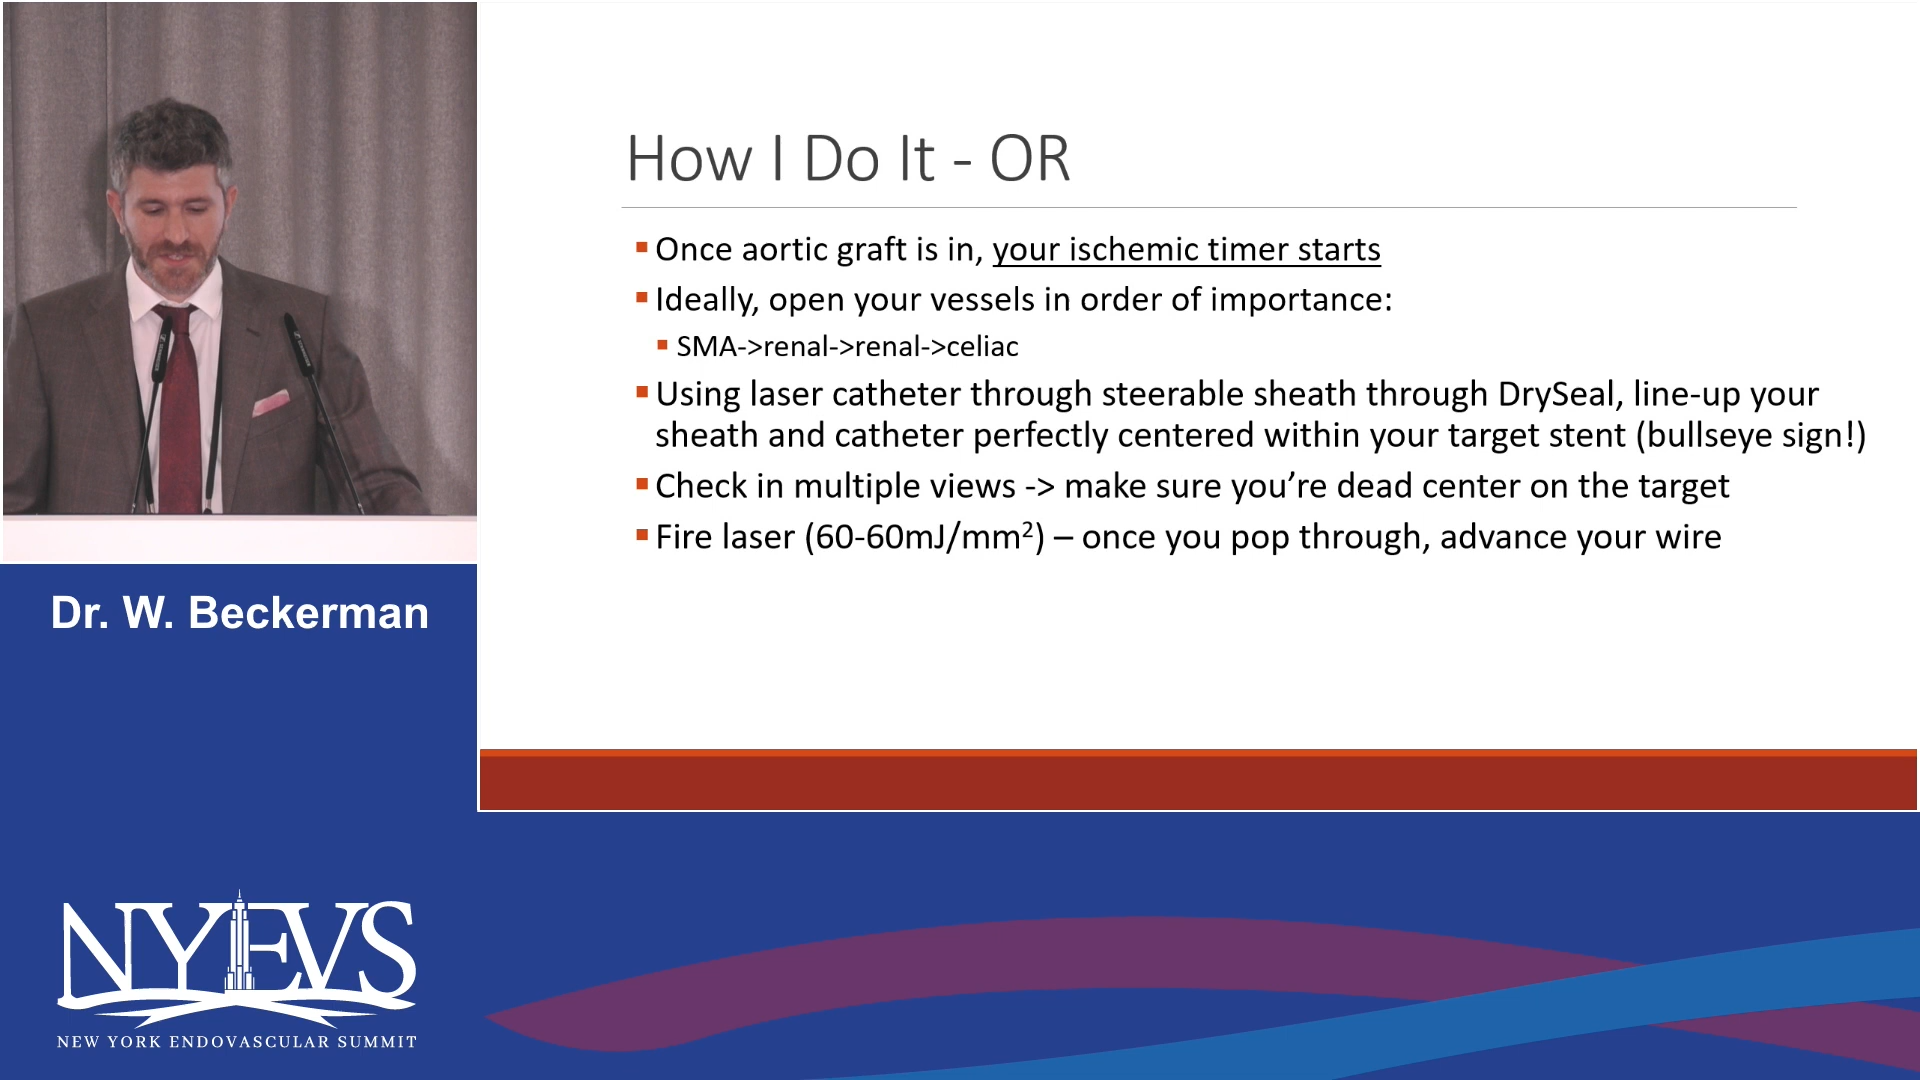 How I Do It - OR
Once aortic graft is in, your ischemic timer starts
Ideally, open your vessels in order of importance:
SMA->renal->renal->celiac
Using laser catheter through steerable sheath through DrySeal, line-up your
sheath and catheter perfectly centered within your target stent (bullseye sign!)
Check in multiple views -> make sure you’re dead center on the target
Fire laser (60-60mJ/mm²) – once you pop through, advance your wire
Dr. W. Beckerman
NYEVS
NEW YORK ENDOVASCULAR SUMMIT